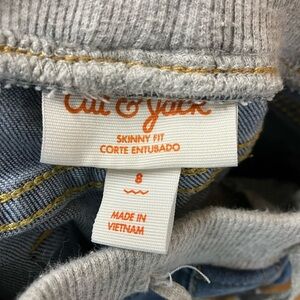 Cat & Jack
SKINNY FIT
CORTE ENTUBADO
8
MADE IN
VIETNAM